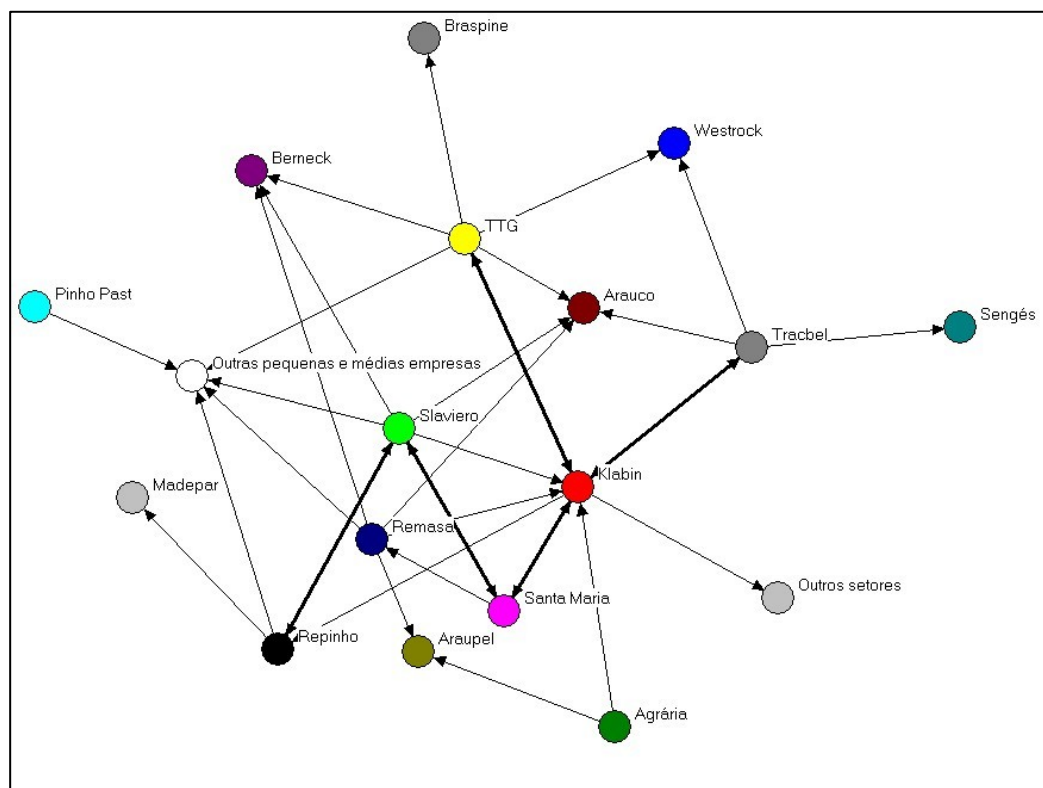 Braspine
Westrock
Berneck
TTG
Pinho Past
Arauco
Sengés
Tracbel
Outras pequenas e médias empresas
Slaviero
Klabin
Madepar
Remasa
Outros setores
Santa Maria
Repinho
Araupel
Agrária